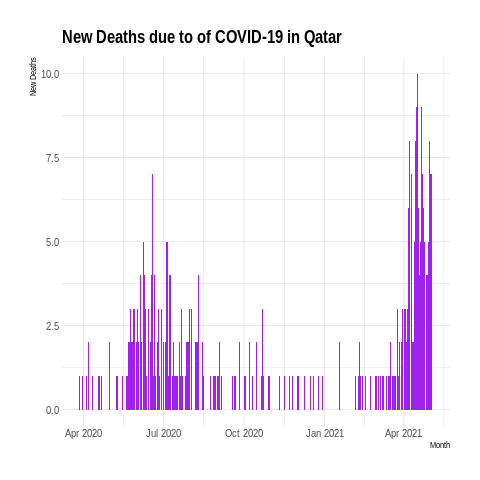 New Deaths due to of COVID-19 in Qatar
New Deaths
10.0
7.5
5.0
2.5
0.0
Apr 2020 Jul 2020 Oct 2020 Jan 2021 Apr 2021
Month